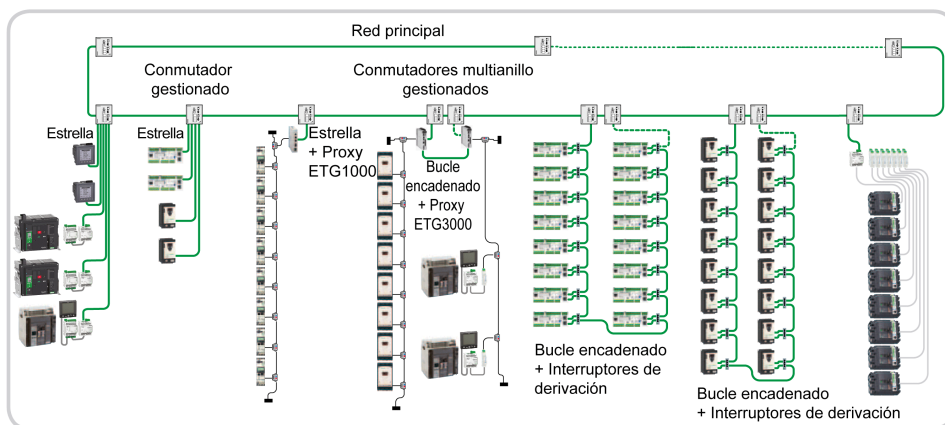 Red principal
Conmutador
gestionado
Conmutadores multianillo
gestionados
Estrella
Estrella
Estrella
+ Proxy
ETG1000
Bucle
encadenado
+ Proxy
ETG3000
Bucle encadenado
+ Interruptores de
derivación
Bucle encadenado
+ Interruptores de derivación